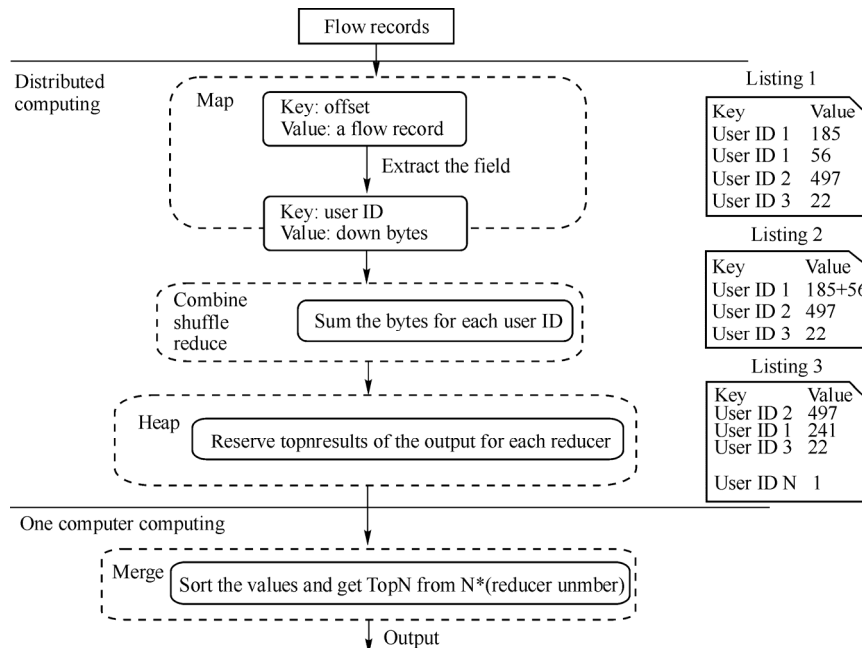 Flow records
Distributed computing
Map
Key: offset
Value: a flow record
Extract the field
Key: user ID
Value: down bytes
Combine
shuffle
reduce
Sum the bytes for each user ID
Heap
Reserve topnresults of the output for each reducer
One computer computing
Merge
Sort the values and get TopN from N*(reducer unmber)
Output
Listing 1
Key Value
User ID 1 185
User ID 1 56
User ID 2 497
User ID 3 22
Listing 2
Key Value
User ID 1 185+56
User ID 2 497
User ID 3 22
Listing 3
Key Value
User ID 2 497
User ID 1 241
User ID 3 22
User ID N 1